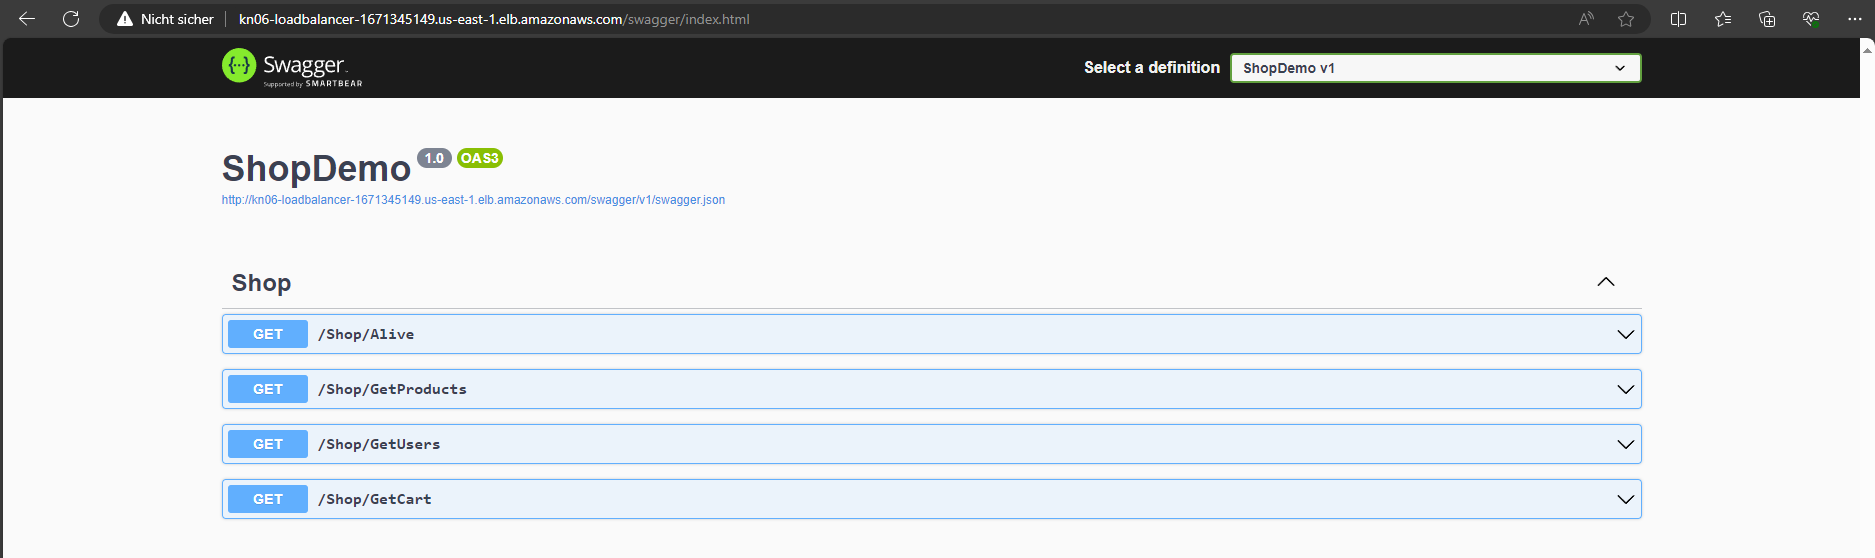 Nicht sicher kn06-loadbalancer-1671345149.us-east-1.elb.amazonaws.com/swagger/index.html
Swagger
Supported by SMARTBEAR
Select a definition ShopDemo v1
ShopDemo 1.0 OAS3
http://kn06-loadbalancer-1671345149.us-east-1.elb.amazonaws.com/swagger/v1/swagger.json
Shop
GET /Shop/Alive
GET /Shop/GetProducts
GET /Shop/GetUsers
GET /Shop/GetCart